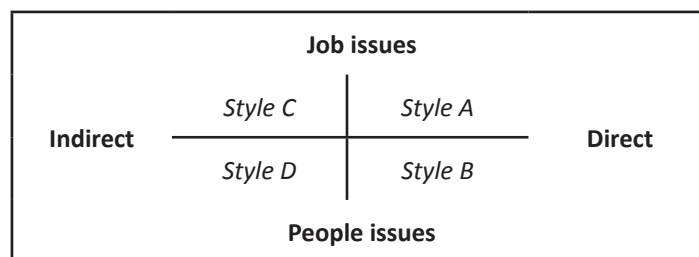 Job issues
Style C Style A
Indirect Direct
Style D Style B
People issues